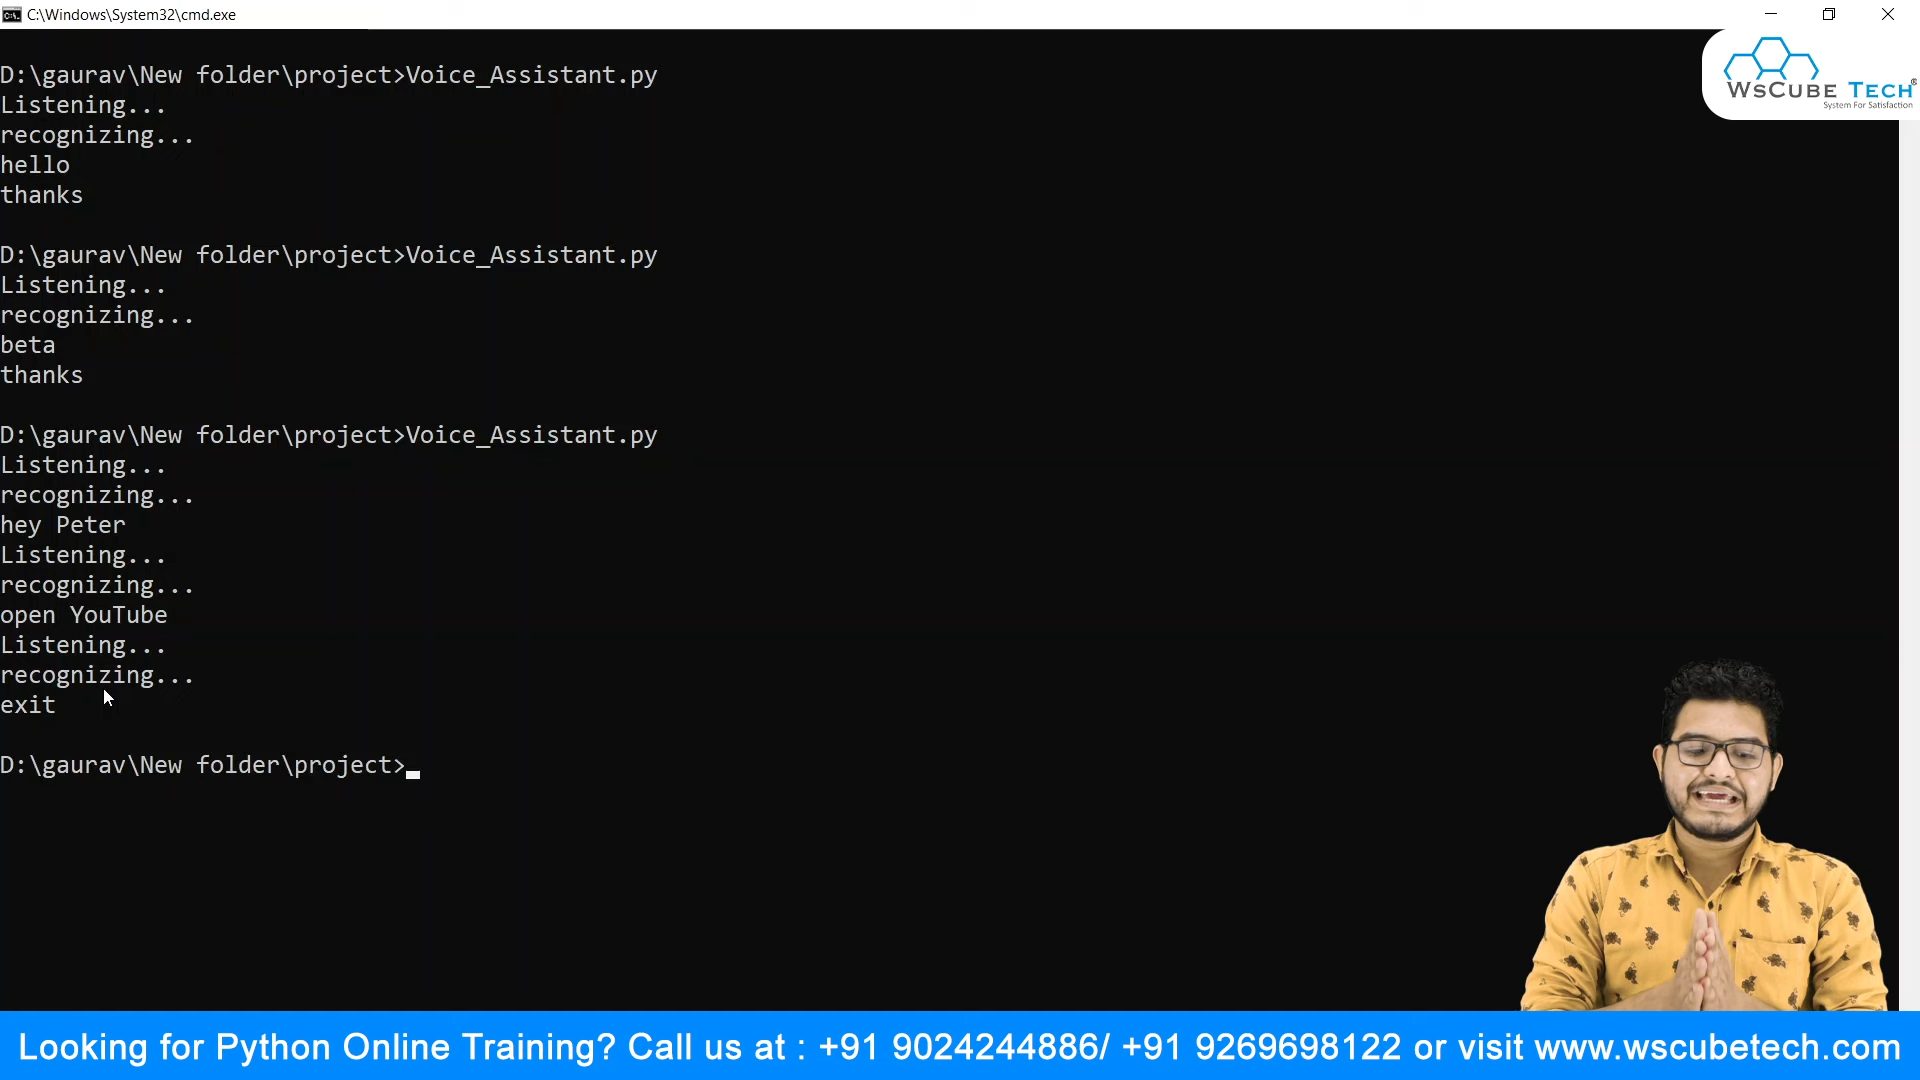 C:\Windows\System32\cmd.exe
D:\gaurav\New folder\project>Voice_Assistant.py
Listening...
recognizing...
hello
thanks
D:\gaurav\New folder\project>Voice_Assistant.py
Listening...
recognizing...
beta
thanks
D:\gaurav\New folder\project>Voice_Assistant.py
Listening...
recognizing...
hey Peter
Listening...
recognizing...
open YouTube
Listening...
recognizing...
exit
D:\gaurav\New folder\project>
WsCube Tech®
System For Satisfaction
Looking for Python Online Training? Call us at : +91 9024244886/ +91 9269698122 or visit www.wscubetech.com